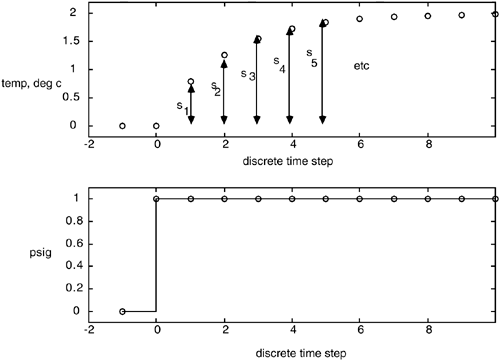 2
1.5
temp, deg c 1
0.5
0
s1
s2
s3
s4
s5
etc
-2 0 2 4 6 8
discrete time step
1
0.8
psig 0.6
0.4
0.2
0
-2 0 2 4 6 8
discrete time step